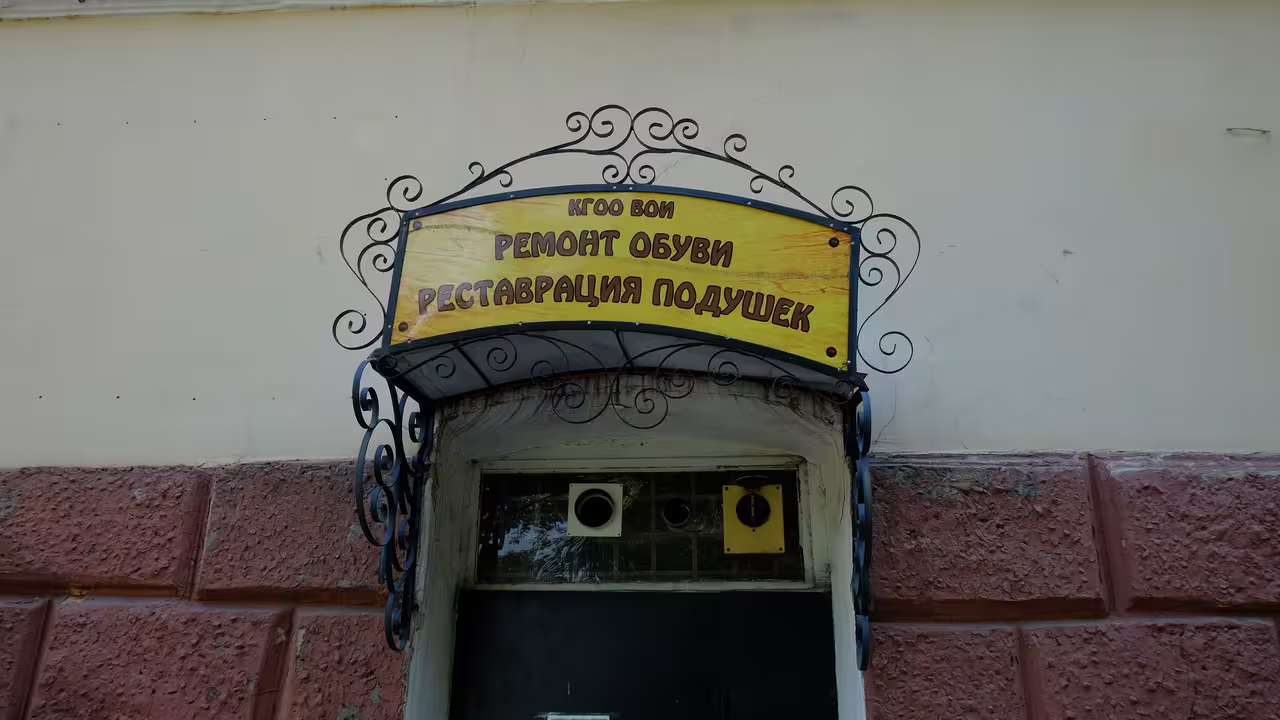 КГОО ВОИ
РЕМОНТ ОБУВИ
РЕСТАВРАЦИЯ ПОДУШЕК